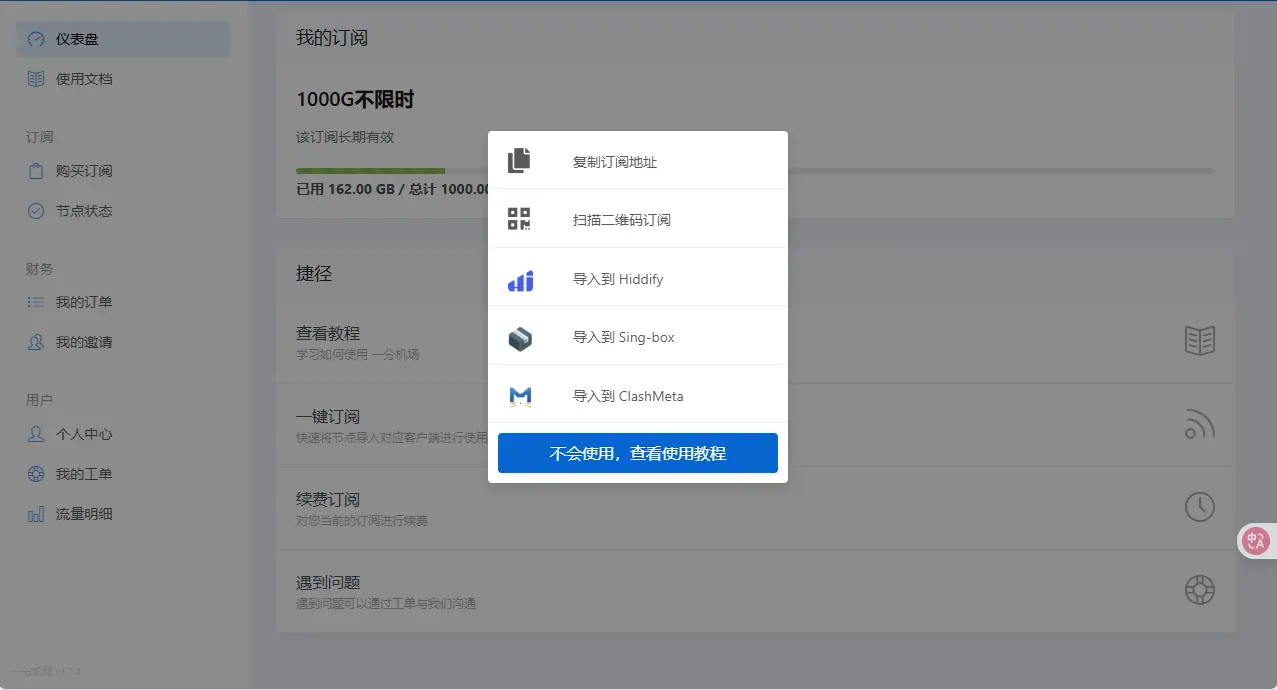 仪表盘
使用文档
订阅
购买订阅
节点状态
财务
我的订单
我的邀请
用户
个人中心
我的工单
流量明细
我的订阅
1000G不限时
该订阅长期有效
已用 162.00 GB / 总计 1000.00
捷径
查看教程
学习如何使用 一分机场
一键订阅
快速将节点导入对应客户端进行使用
续费订阅
对您当前的订阅进行续费
遇到问题
遇到问题可以通过工单与我们沟通
复制订阅地址
扫描二维码订阅
导入到 Hiddify
导入到 Sing-box
导入到 ClashMeta
不会使用，查看使用教程
中A